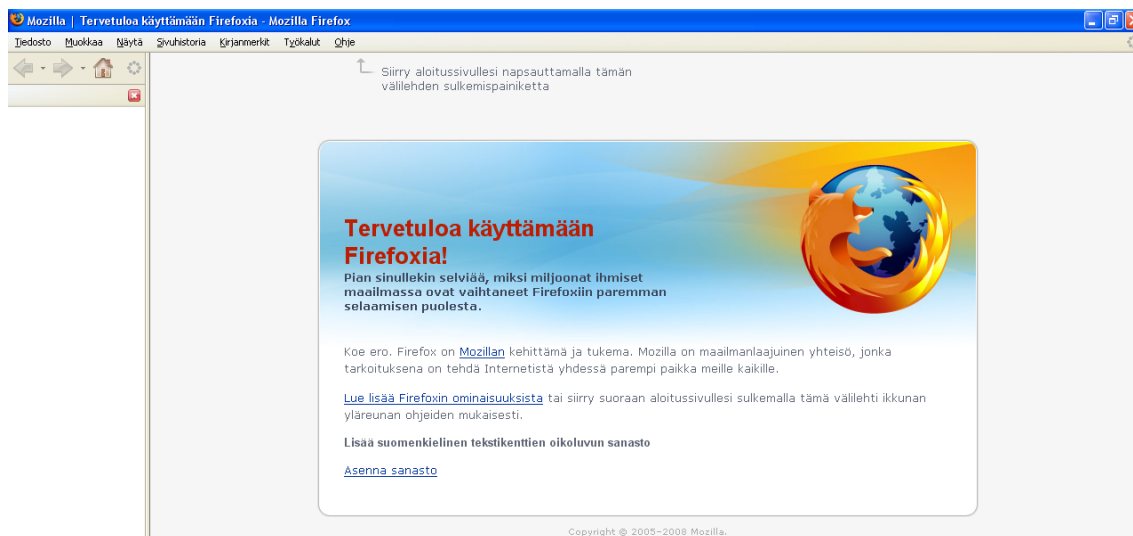 Mozilla | Tervetuloa käyttämään Firefoxia - Mozilla Firefox
Tiedosto Muokkaa Näytä Sivuhistoria Kirjanmerkit Työkalut Ohje
Siirry aloitussivullesi napsauttamalla tämän
välilehden sulkemispainiketta
Tervetuloa käyttämään
Firefoxia!
Pian sinullekin selviää, miksi miljoonat ihmiset
maailmassa ovat vaihtaneet Firefoxiin paremman
selaamisen puolesta.
Koe ero. Firefox on Mozillan kehittämä ja tukema. Mozilla on maailmanlaajuinen yhteisö, jonka
tarkoituksena on tehdä Internetistä yhdessä parempi paikka meille kaikille.
Lue lisää Firefoxin ominaisuuksista tai siirry suoraan aloitussivullesi sulkemalla tämä välilehti ikkunan
yläreunan ohjeiden mukaisesti.
Lisää suomenkielinen tekstikenttien oikoluvun sanasto
Asenna sanasto
Copyright © 2005–2008 Mozilla.